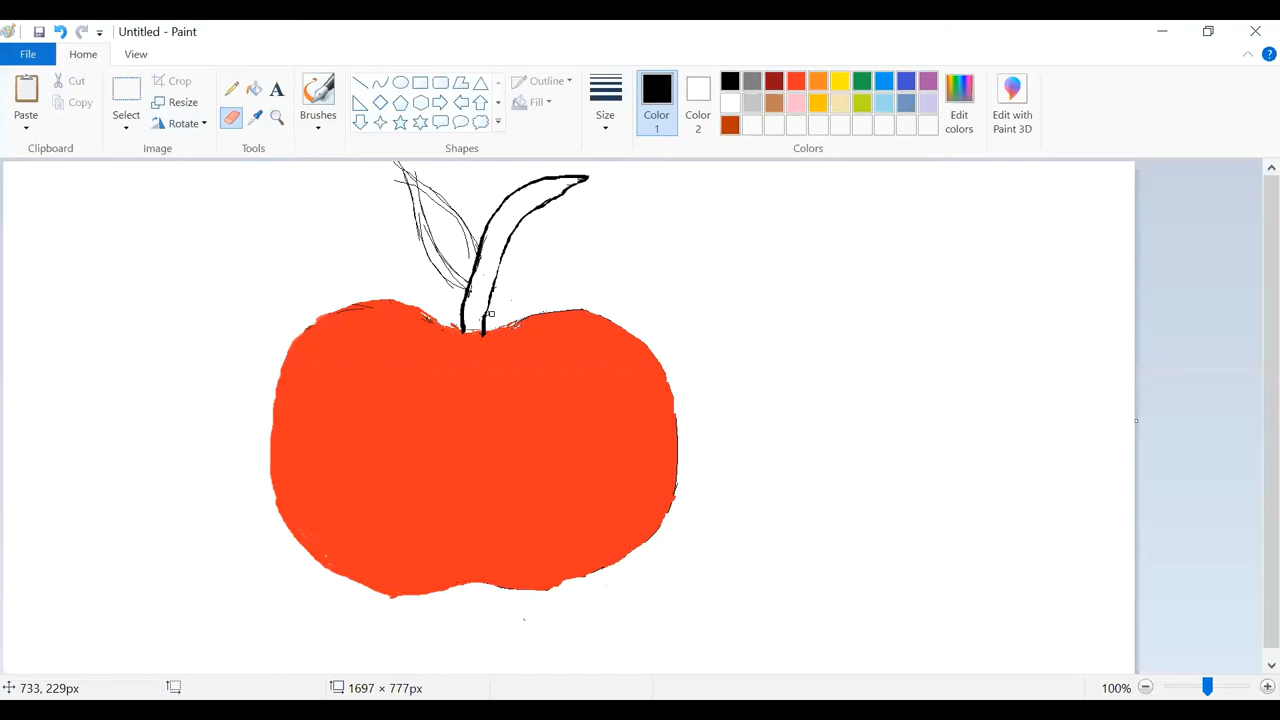 Untitled - Paint
File Home View
Paste
Cut
Copy
Clipboard
Select
Crop
Resize
Rotate
Image
A
Tools
Brushes
Shapes
Outline
Fill
Size
Color
1
Color
2
Edit
colors
Colors
Edit with
Paint 3D
?
733, 229px
1697 × 777px
100%